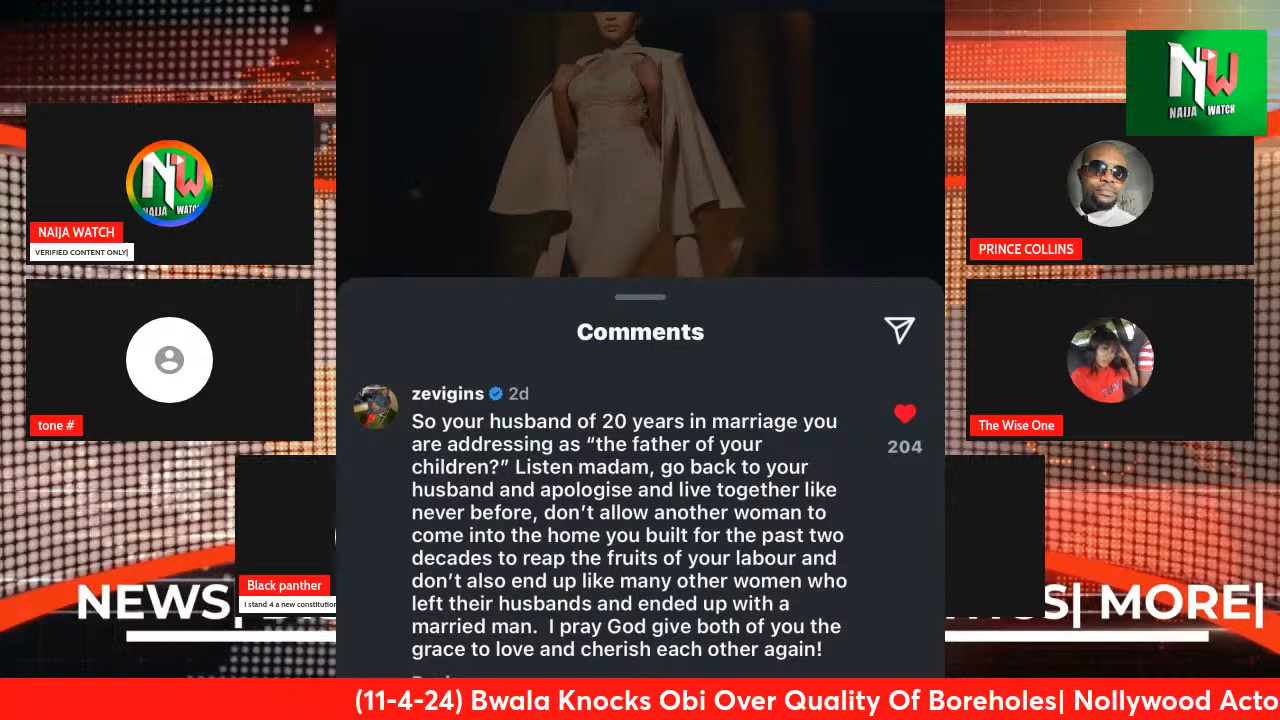 NW
NAIJA WATCH
NW
NAIJA WATCH
NAIJA WATCH
VERIFIED CONTENT ONLY|
PRINCE COLLINS
tone #
The Wise One
Black panther
I stand 4 a new constitution
Comments
zevigins 2d
So your husband of 20 years in marriage you
are addressing as “the father of your
children?” Listen madam, go back to your
husband and apologise and live together like
never before, don’t allow another woman to
come into the home you built for the past two
decades to reap the fruits of your labour and
don’t also end up like many other women who
left their husbands and ended up with a
married man.  I pray God give both of you the
grace to love and cherish each other again!
204
NEWS|
S| MORE|
(11-4-24) Bwala Knocks Obi Over Quality Of Boreholes| Nollywood Acto